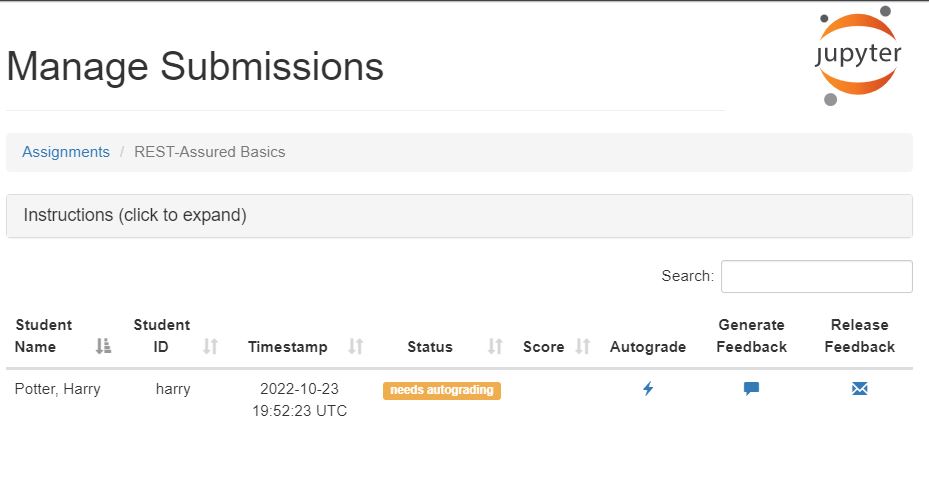 jupyter
Manage Submissions
Assignments / REST-Assured Basics
Instructions (click to expand)
Search:
Student Name Student ID Timestamp Status Score Autograde Generate Feedback Release Feedback
Potter, Harry harry 2022-10-23 19:52:23 UTC needs autograding